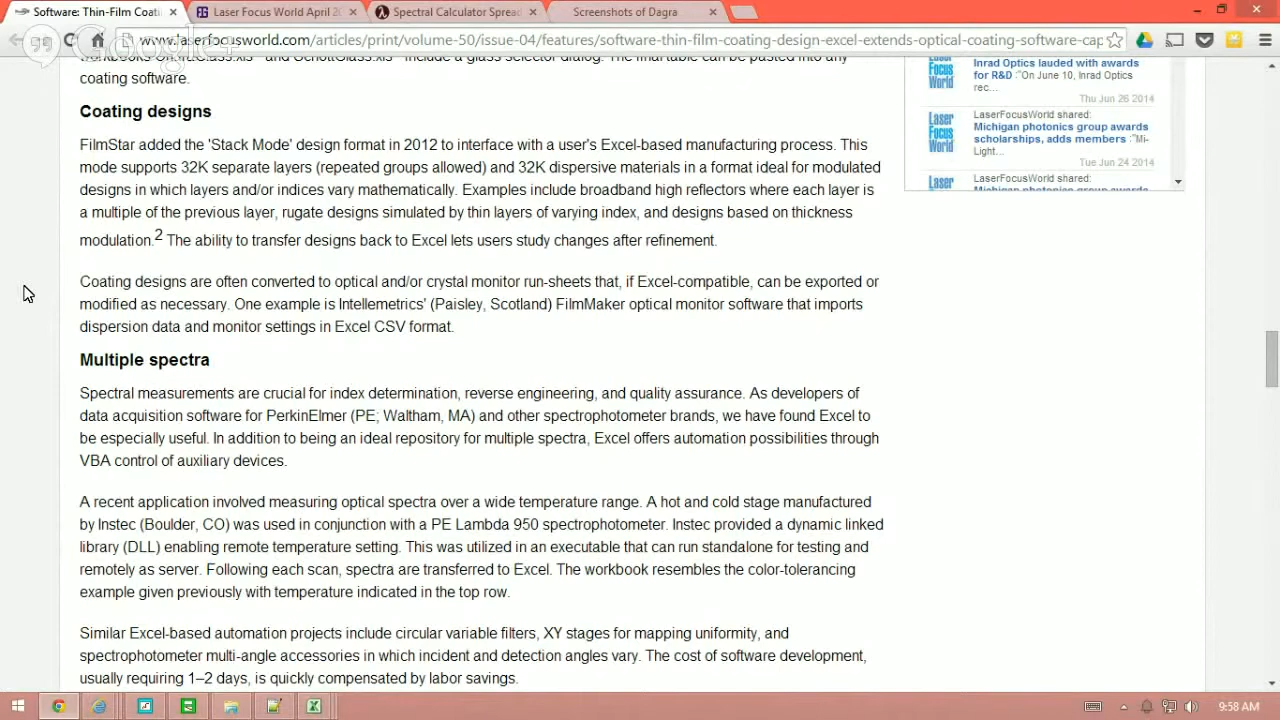 Software: Thin-Film Coati
Laser Focus World April 20
Spectral Calculator Spread
Screenshots of Dagra
Google+
www.laserfocusworld.com/articles/print/volume-50/issue-04/features/software-thin-film-coating-design-excel-extends-optical-coating-software-cap
coating software.
Coating designs
FilmStar added the 'Stack Mode' design format to interface with a user's Excel-based manufacturing process. This
mode supports 32K separate layers (repeated groups allowed) and 32K dispersive materials in a format ideal for modulated
designs in which layers and/or indices vary mathematically. Examples include broadband high reflectors where each layer is
a multiple of the previous layer, rugate designs simulated by thin layers of varying index, and designs based on thickness
modulation.2 The ability to transfer designs back to Excel lets users study changes after refinement.
Coating designs are often converted to optical and/or crystal monitor run-sheets that, if Excel-compatible, can be exported or
modified as necessary. One example is Intellemetrics' (Paisley, Scotland) FilmMaker optical monitor software that imports
dispersion data and monitor settings in Excel CSV format.
Multiple spectra
Spectral measurements are crucial for index determination, reverse engineering, and quality assurance. As developers of
data acquisition software for PerkinElmer (PE; Waltham, MA) and other spectrophotometer brands, we have found Excel to
be especially useful. In addition to being an ideal repository for multiple spectra, Excel offers automation possibilities through
VBA control of auxiliary devices.
A recent application involved measuring optical spectra over a wide temperature range. A hot and cold stage manufactured
by Instec (Boulder, CO) was used in conjunction with a PE Lambda 950 spectrophotometer. Instec provided a dynamic linked
library (DLL) enabling remote temperature setting. This was utilized in an executable that can run standalone for testing and
remotely as server. Following each scan, spectra are transferred to Excel. The workbook resembles the color-tolerancing
example given previously with temperature indicated in the top row.
Similar Excel-based automation projects include circular variable filters, XY stages for mapping uniformity, and
spectrophotometer multi-angle accessories in which incident and detection angles vary. The cost of software development,
usually requiring 1–2 days, is quickly compensated by labor savings.
Laser Focus World
Inrad Optics lauded with awards
for R&D :"On June 10, Inrad Optics
rec...
Thu Jun 26 2014
Laser Focus World
LaserFocusWorld shared:
Michigan photonics group awards
scholarships, adds members :"Mi-
Light...
Tue Jun 24 2014
Laser
LaserFocusWorld shared:
Michigan photonics group awards
9:58 AM